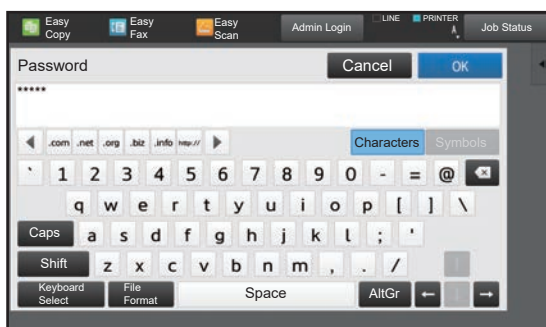 Easy Copy Easy Fax Easy Scan Admin Login LINE PRINTER Job Status
Password Cancel OK
*****
.com .net .org .biz .info http:// Characters Symbols
` 1 2 3 4 5 6 7 8 9 0 - = @
q w e r t y u i o p [ ] \
Caps a s d f g h j k l ; '
Shift z x c v b n m , . / ↑
Keyboard Select File Format Space AltGr ← ↓ →